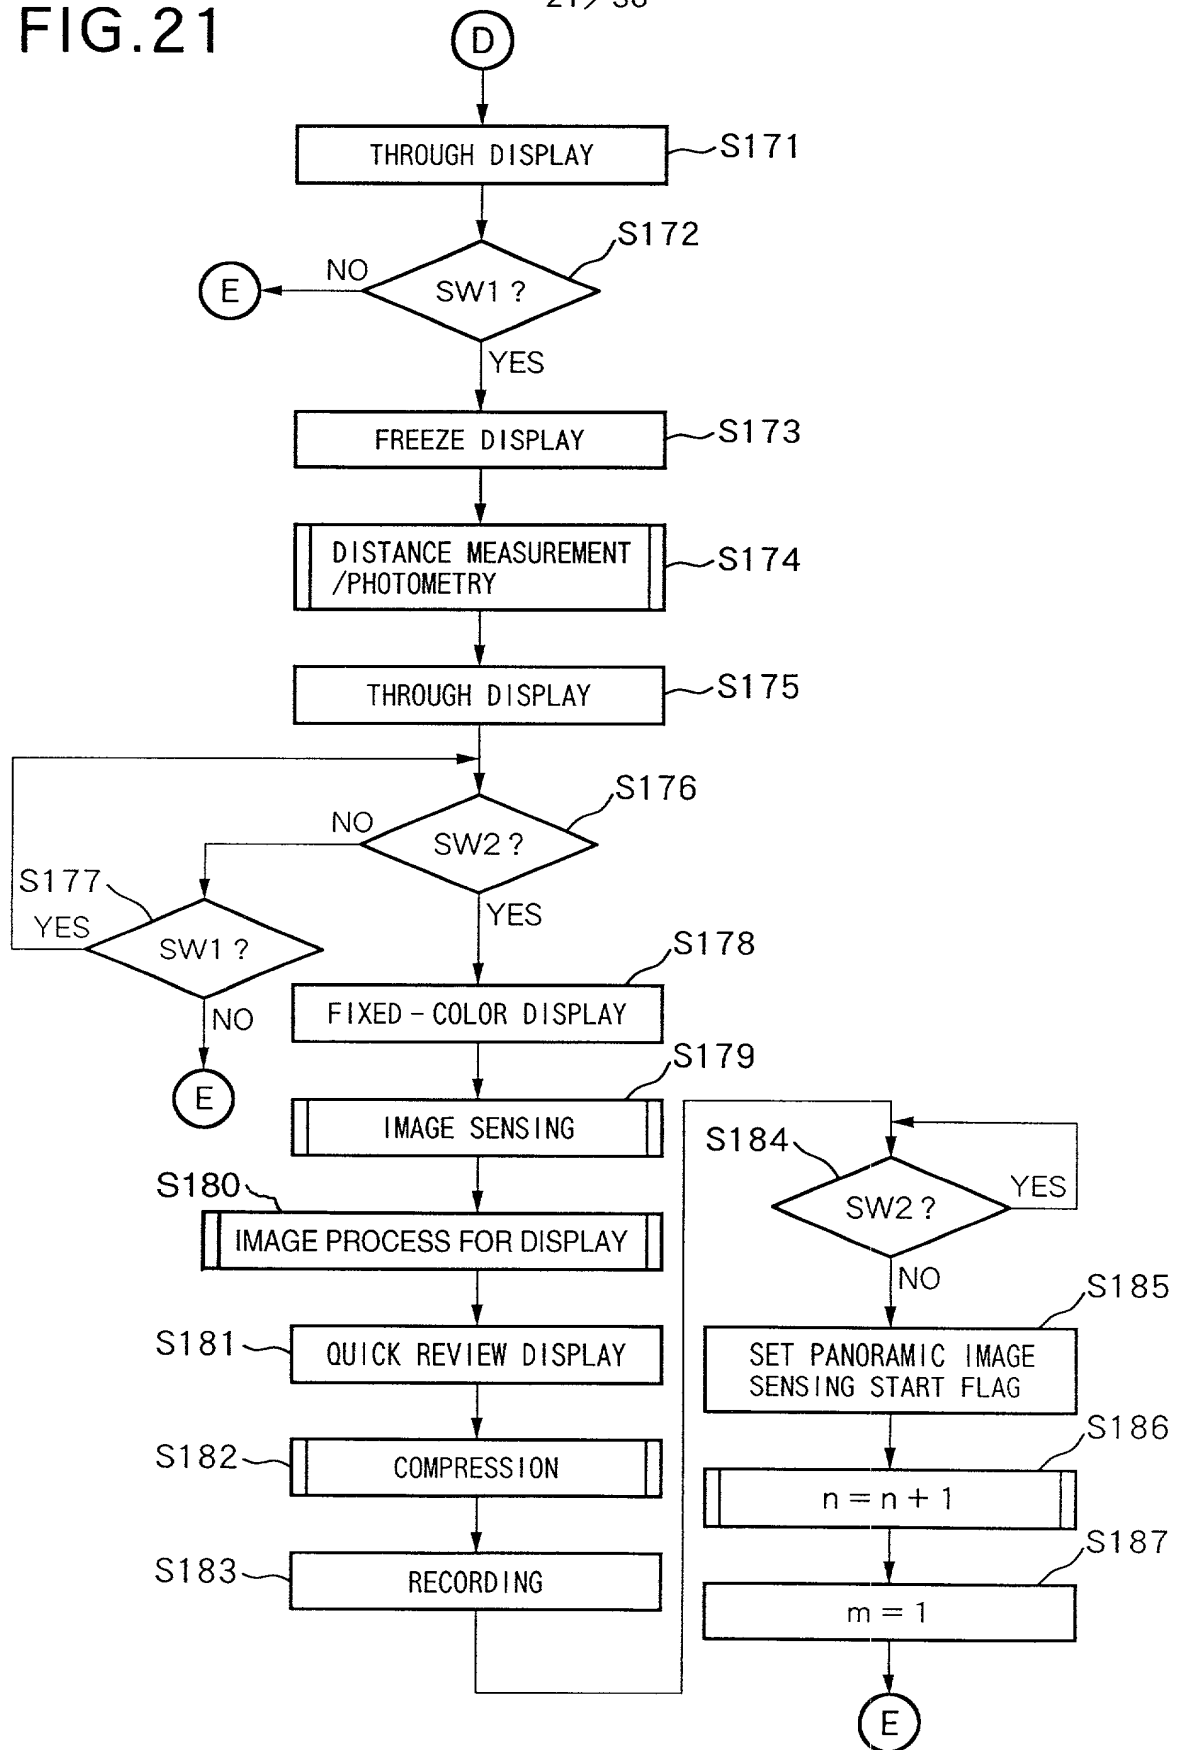 FIG.21
D
THROUGH DISPLAY
S171
S172
NO
SW1?
E
YES
FREEZE DISPLAY
S173
DISTANCE MEASUREMENT
/PHOTOMETRY
S174
THROUGH DISPLAY
S175
S176
NO
SW2?
YES
S177
YES
SW1?
NO
E
S178
FIXED-COLOR DISPLAY
S179
IMAGE SENSING
S180
IMAGE PROCESS FOR DISPLAY
S181
QUICK REVIEW DISPLAY
S182
COMPRESSION
S183
RECORDING
S184
SW2?
YES
NO
S185
SET PANORAMIC IMAGE
SENSING START FLAG
S186
n = n + 1
S187
m = 1
E